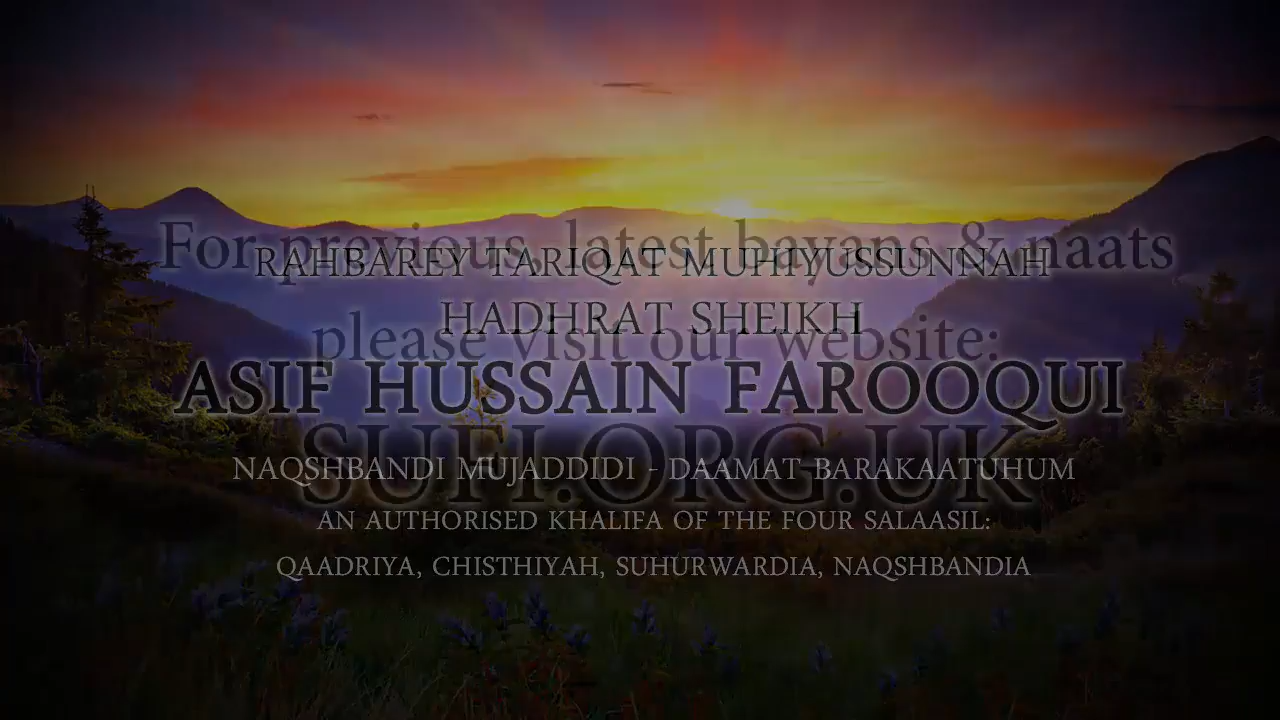 For previous, latest bayans & naats
RAHBAREY TARIQAT MUHIYUSSUNNAH
HADHRAT SHEIKH
please visit our website:
ASIF HUSSAIN FAROOQUI
SUFI.ORG.UK
NAQSHBANDI MUJADDIDI - DAAMAT BARAKAATUHUM
AN AUTHORISED KHALIFA OF THE FOUR SALAASIL:
QAADRIYA, CHISTHIYAH, SUHURWARDIA, NAQSHBANDIA